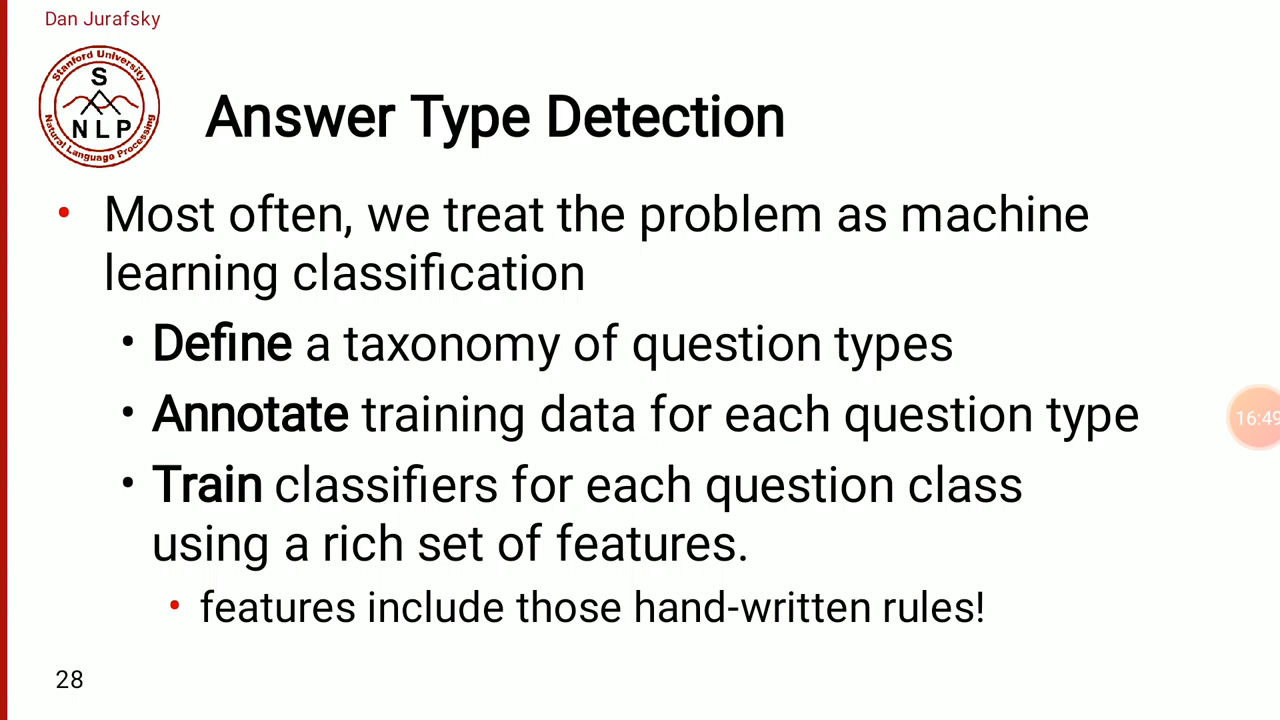 Dan Jurafsky
Stanford University
S
NLP
Natural Language Processing
Answer Type Detection
• Most often, we treat the problem as machine
learning classification
• Define a taxonomy of question types
• Annotate training data for each question type
• Train classifiers for each question class
using a rich set of features.
• features include those hand-written rules!
16:49
28